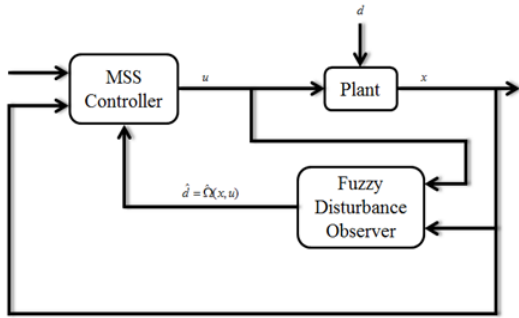 d
MSS
Controller
u
Plant
x
d̂ = Ω̂(x, u)
Fuzzy
Disturbance
Observer